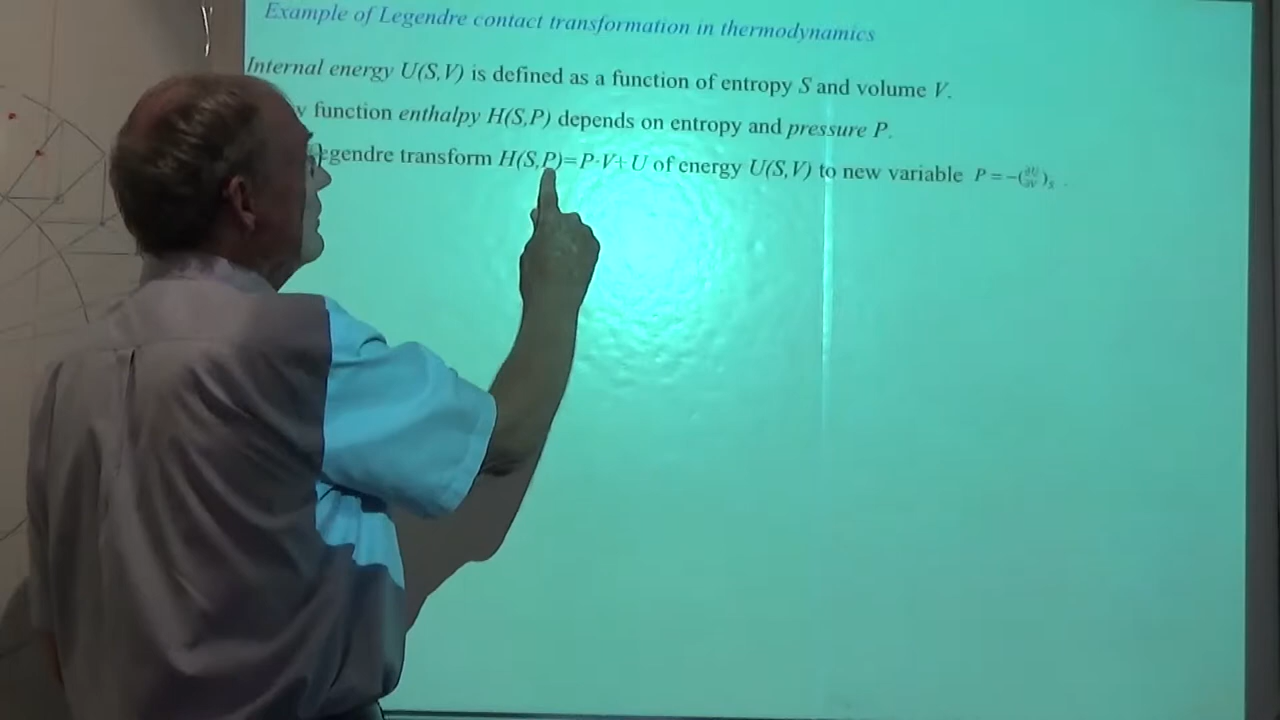 Example of Legendre contact transformation in thermodynamics
Internal energy U(S,V) is defined as a function of entropy S and volume V.
function enthalpy H(S,P) depends on entropy and pressure P.
egendre transform H(S,P)=P·V+U of energy U(S,V) to new variable P = −(∂U/∂V)S .